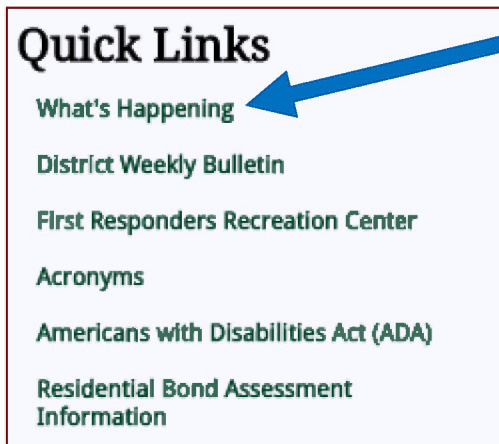 Quick Links
What's Happening
District Weekly Bulletin
First Responders Recreation Center
Acronyms
Americans with Disabilities Act (ADA)
Residential Bond Assessment
Information